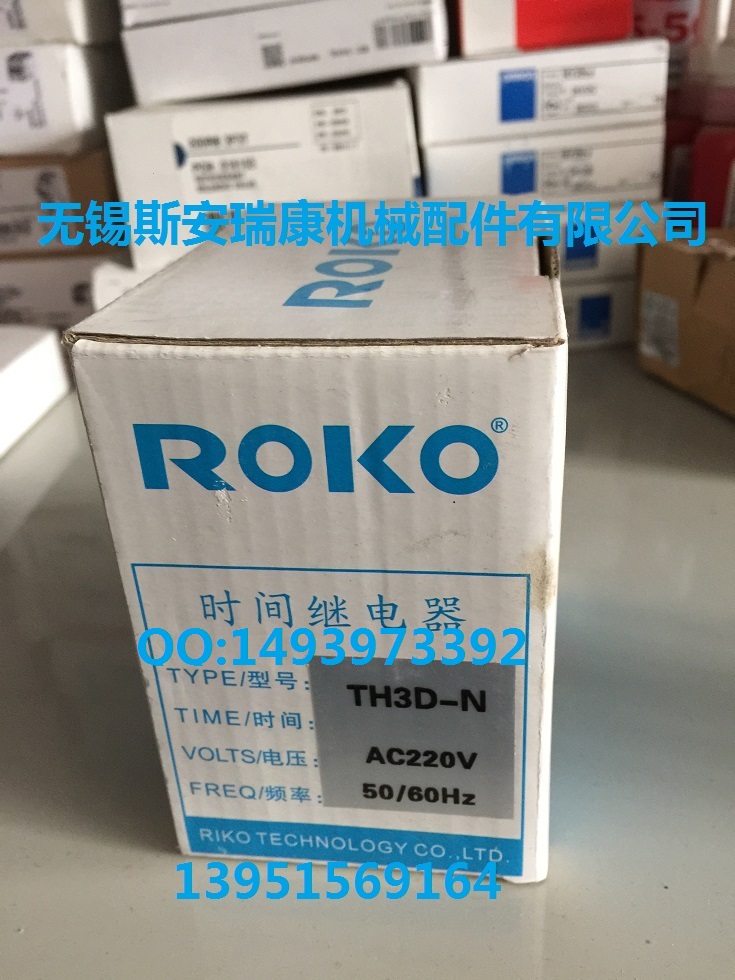 无锡斯安瑞康机械配件有限公司
ROKO
ROKO®
时间继电器
QQ:1493973392
TYPE/型号: TH3D-N
TIME/时间:
VOLTS/电压: AC220V
FREQ/频率: 50/60Hz
RIKO TECHNOLOGY CO.,LTD.
13951569164